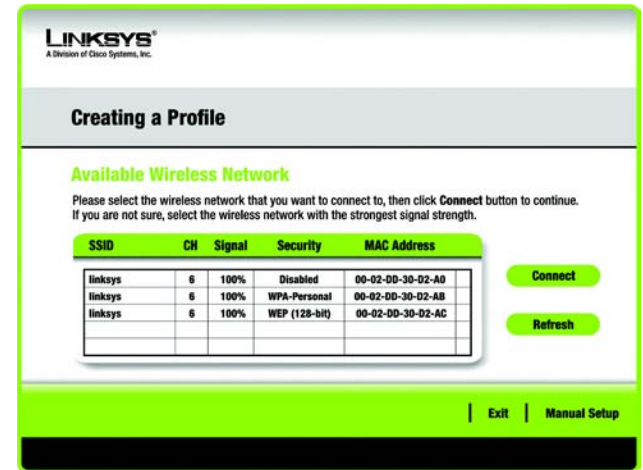 LINKSYS®
A Division of Cisco Systems, Inc.
Creating a Profile
Available Wireless Network
Please select the wireless network that you want to connect to, then click Connect button to continue.
If you are not sure, select the wireless network with the strongest signal strength.
SSID CH Signal Security MAC Address
linksys 6 100% Disabled 00-02-DD-30-D2-A0
linksys 6 100% WPA-Personal 00-02-DD-30-D2-AB
linksys 6 100% WEP (128-bit) 00-02-DD-30-D2-AC
Connect
Refresh
Exit Manual Setup